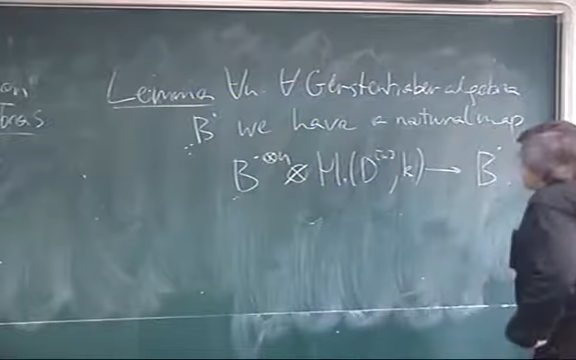 Lemma ∀n. ∀ Gerstenhaber algebra
B˙ we have a natural map
B˙⊗n ⊗ H.(D , k) → B˙